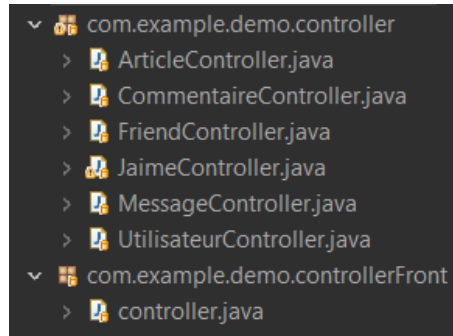 com.example.demo.controller
ArticleController.java
CommentaireController.java
FriendController.java
JaimeController.java
MessageController.java
UtilisateurController.java
com.example.demo.controllerFront
controller.java